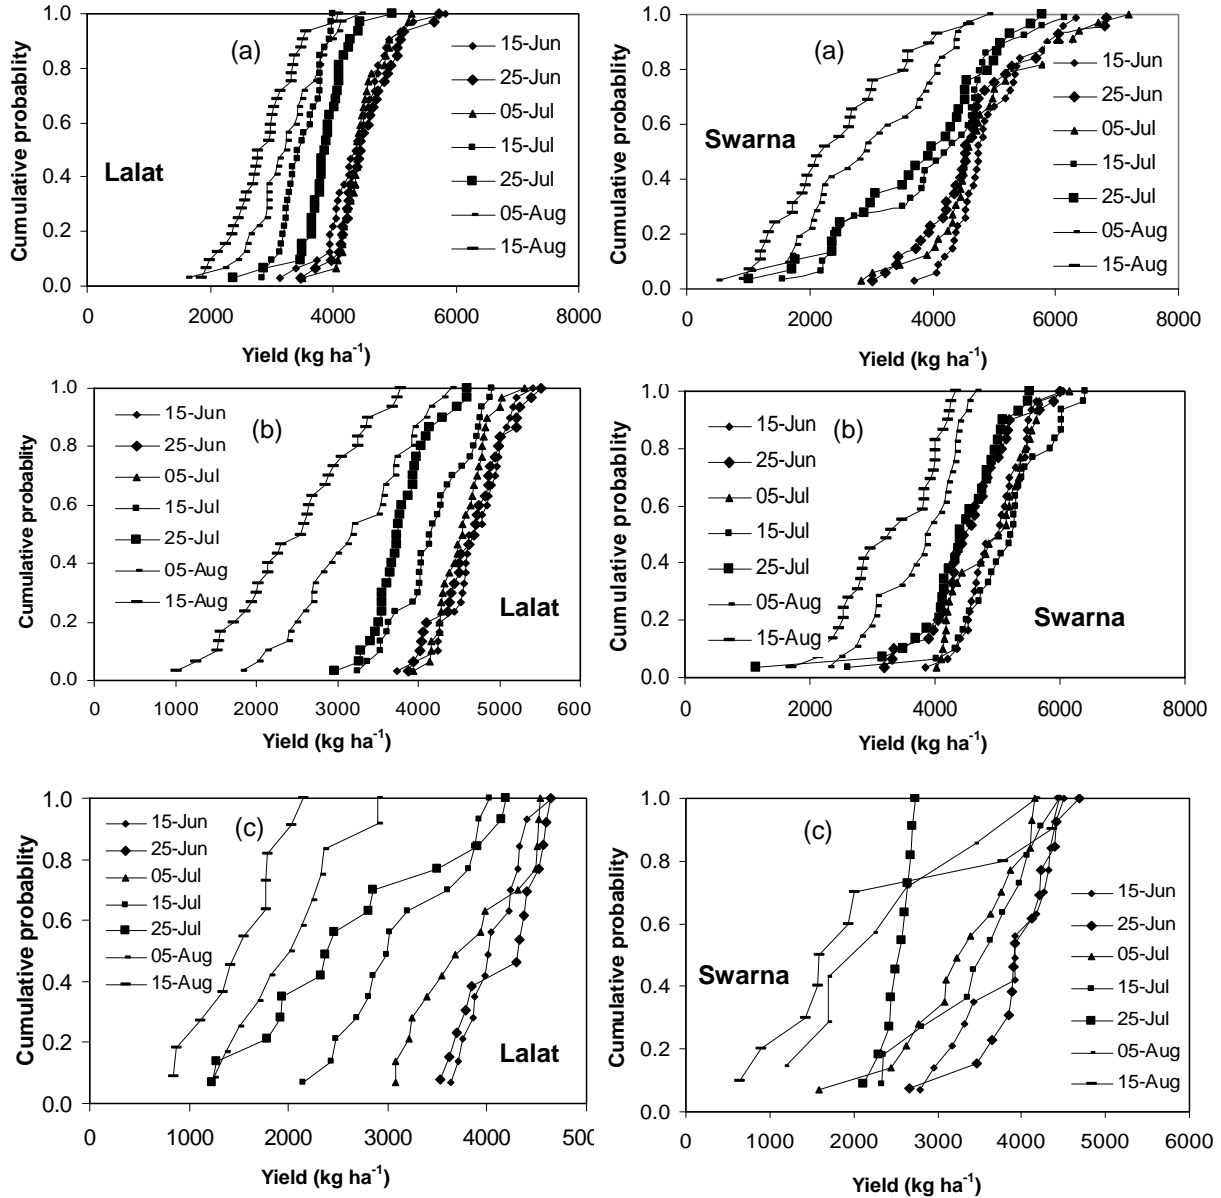 Cumulative probablity
1.0
0.8
0.6
0.4
0.2
0.0
(a)
Lalat
15-Jun
25-Jun
05-Jul
15-Jul
25-Jul
05-Aug
15-Aug
0 2000 4000 6000 8000
Yield (kg ha-1)
Cumulative probablity
1.0
0.8
0.6
0.4
0.2
0.0
(a)
Swarna
15-Jun
25-Jun
05-Jul
15-Jul
25-Jul
05-Aug
15-Aug
0 2000 4000 6000 8000
Yield (kg ha-1)
Cumulative probablity
1.0
0.8
0.6
0.4
0.2
0.0
15-Jun
25-Jun
05-Jul
15-Jul
25-Jul
05-Aug
15-Aug
(b)
Lalat
0 1000 2000 3000 4000 5000 600
Yield (kg ha-1)
Cumulative probablity
1.0
0.8
0.6
0.4
0.2
0.0
15-Jun
25-Jun
05-Jul
15-Jul
25-Jul
05-Aug
15-Aug
(b)
Swarna
0 2000 4000 6000 8000
Yield (kg ha-1)
Cumulative probablity
1.0
0.8
0.6
0.4
0.2
0.0
15-Jun
25-Jun
05-Jul
15-Jul
25-Jul
05-Aug
15-Aug
(c)
Lalat
0 1000 2000 3000 4000 500
Yield (kg ha-1)
Cumulative probablity
1.0
0.8
0.6
0.4
0.2
0.0
(c)
Swarna
15-Jun
25-Jun
05-Jul
15-Jul
25-Jul
05-Aug
15-Aug
0 1000 2000 3000 4000 5000 6000
Yield (kg ha-1)